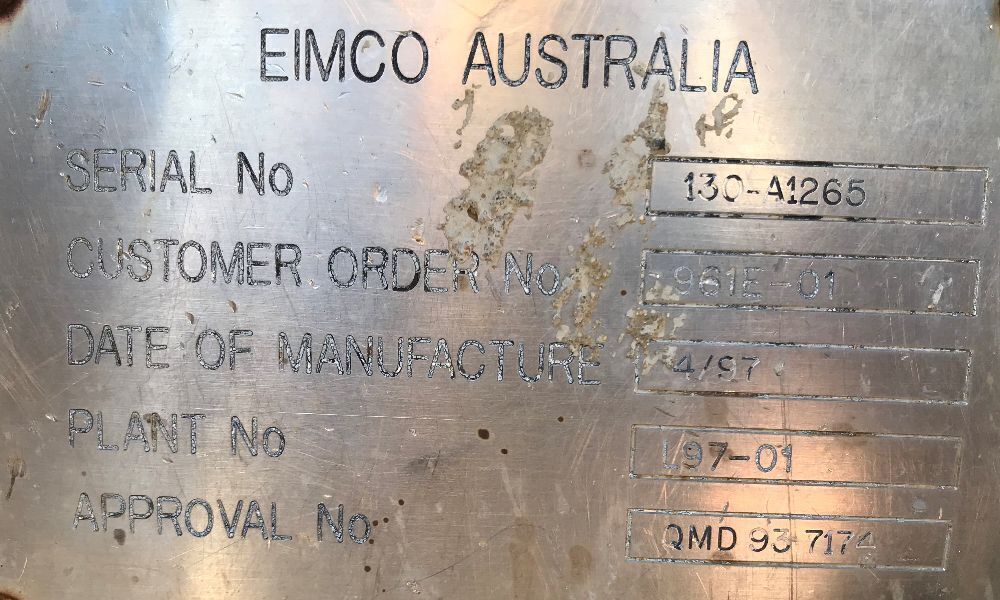 EIMCO AUSTRALIA
SERIAL No 130-A1265
CUSTOMER ORDER No 961E-01
DATE OF MANUFACTURE 4/97
PLANT No L97-01
APPROVAL No QMD 93 7174